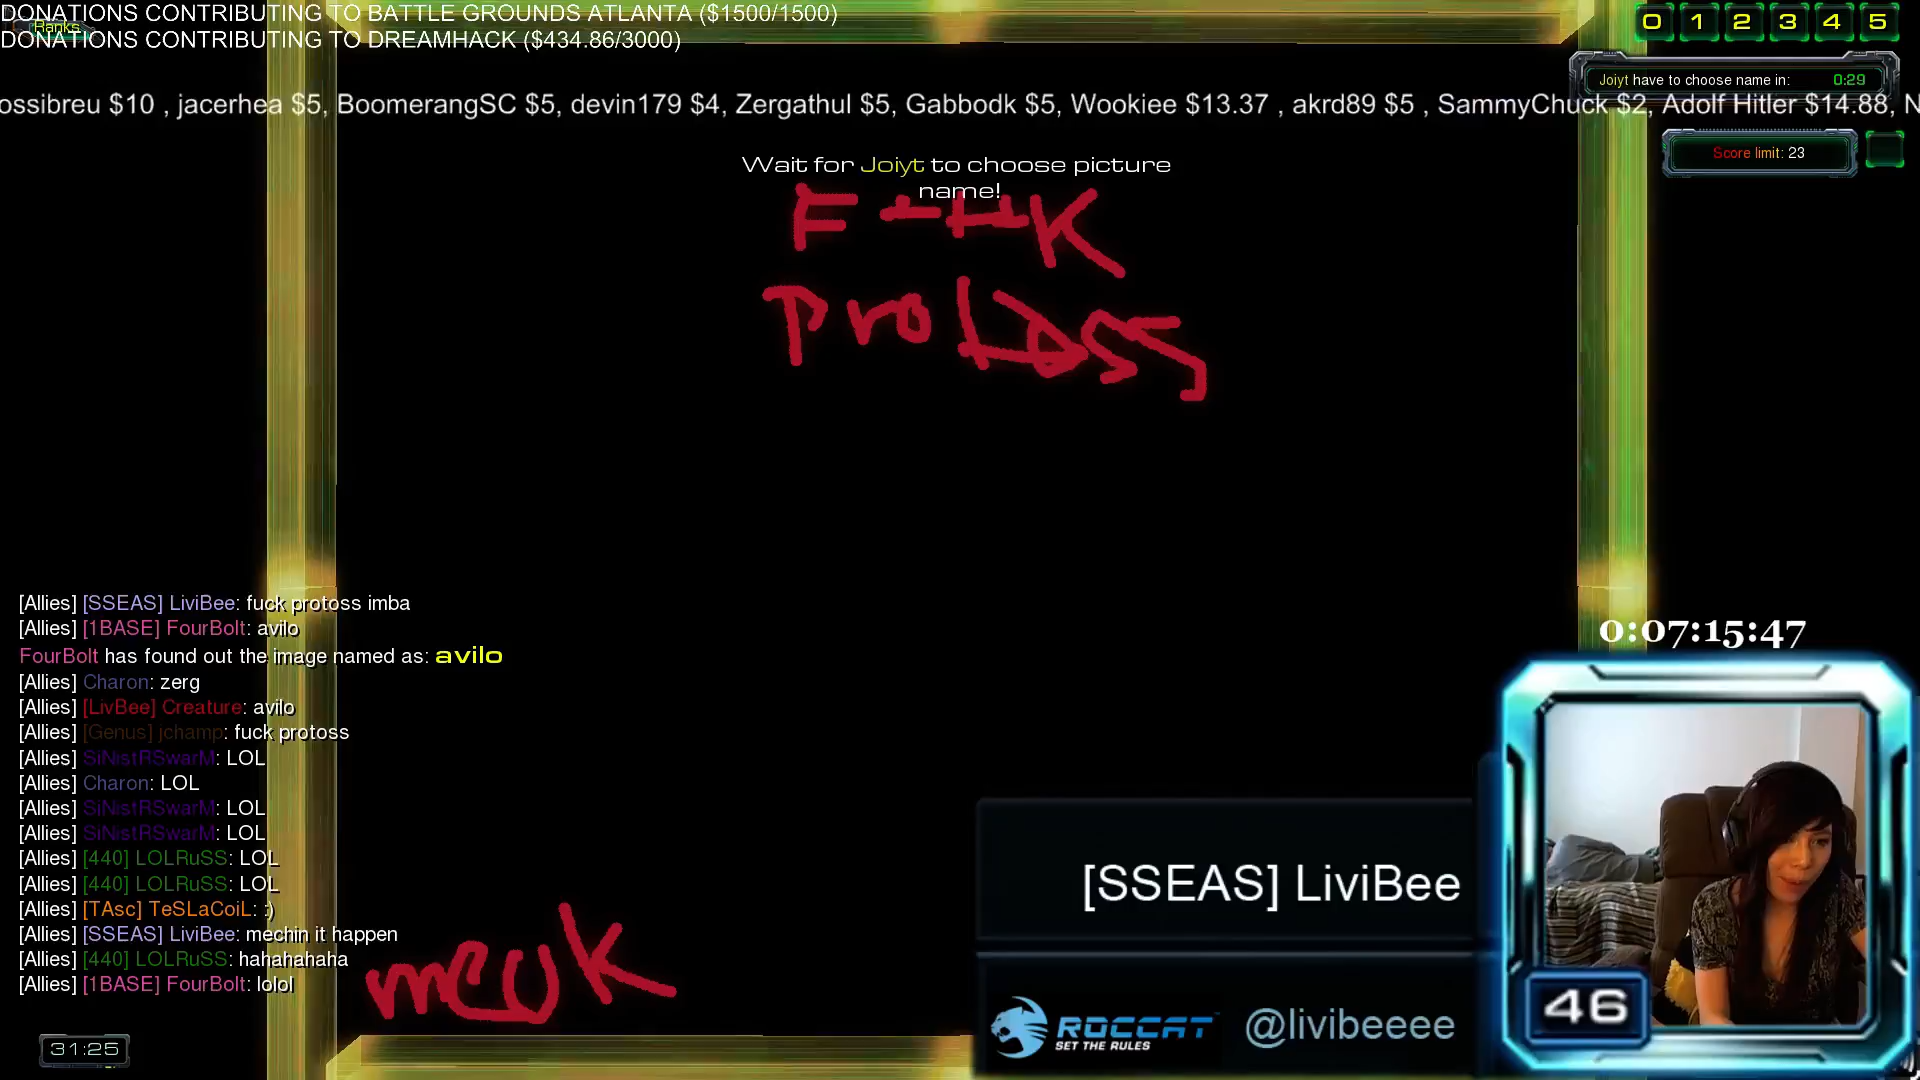 DONATIONS CONTRIBUTING TO BATTLE GROUNDS ATLANTA ($1500/1500)
Ranks
DONATIONS CONTRIBUTING TO DREAMHACK ($434.86/3000)
0 1 2 3 4 5
Joiyt have to choose name in: 0:29
ossibreu $10 , jacerhea $5, BoomerangSC $5, devin179 $4, Zergathul $5, Gabbodk $5, Wookiee $13.37 , akrd89 $5 , SammyChuck $2, Adolf Hitler $14.88, N
Score limit: 23
Wait for Joiyt to choose picture
name!
Protoss
[Allies] [SSEAS] LiviBee: fuck protoss imba
[Allies] [1BASE] FourBolt: avilo
FourBolt has found out the image named as: avilo
[Allies] Charon: zerg
[Allies] [LivBee] Creature: avilo
[Allies] [Genus] jchamp: fuck protoss
[Allies] SiNistRSwarM: LOL
[Allies] Charon: LOL
[Allies] SiNistRSwarM: LOL
[Allies] SiNistRSwarM: LOL
[Allies] [440] LOLRuSS: LOL
[Allies] [440] LOLRuSS: LOL
[Allies] [TAsc] TeSLaCoiL: :)
[Allies] [SSEAS] LiviBee: mechin it happen
[Allies] [440] LOLRuSS: hahahahaha
[Allies] [1BASE] FourBolt: lolol
31:25
0:07:15:47
[SSEAS] LiviBee
ROCCAT
SET THE RULES
@livibeeee
46